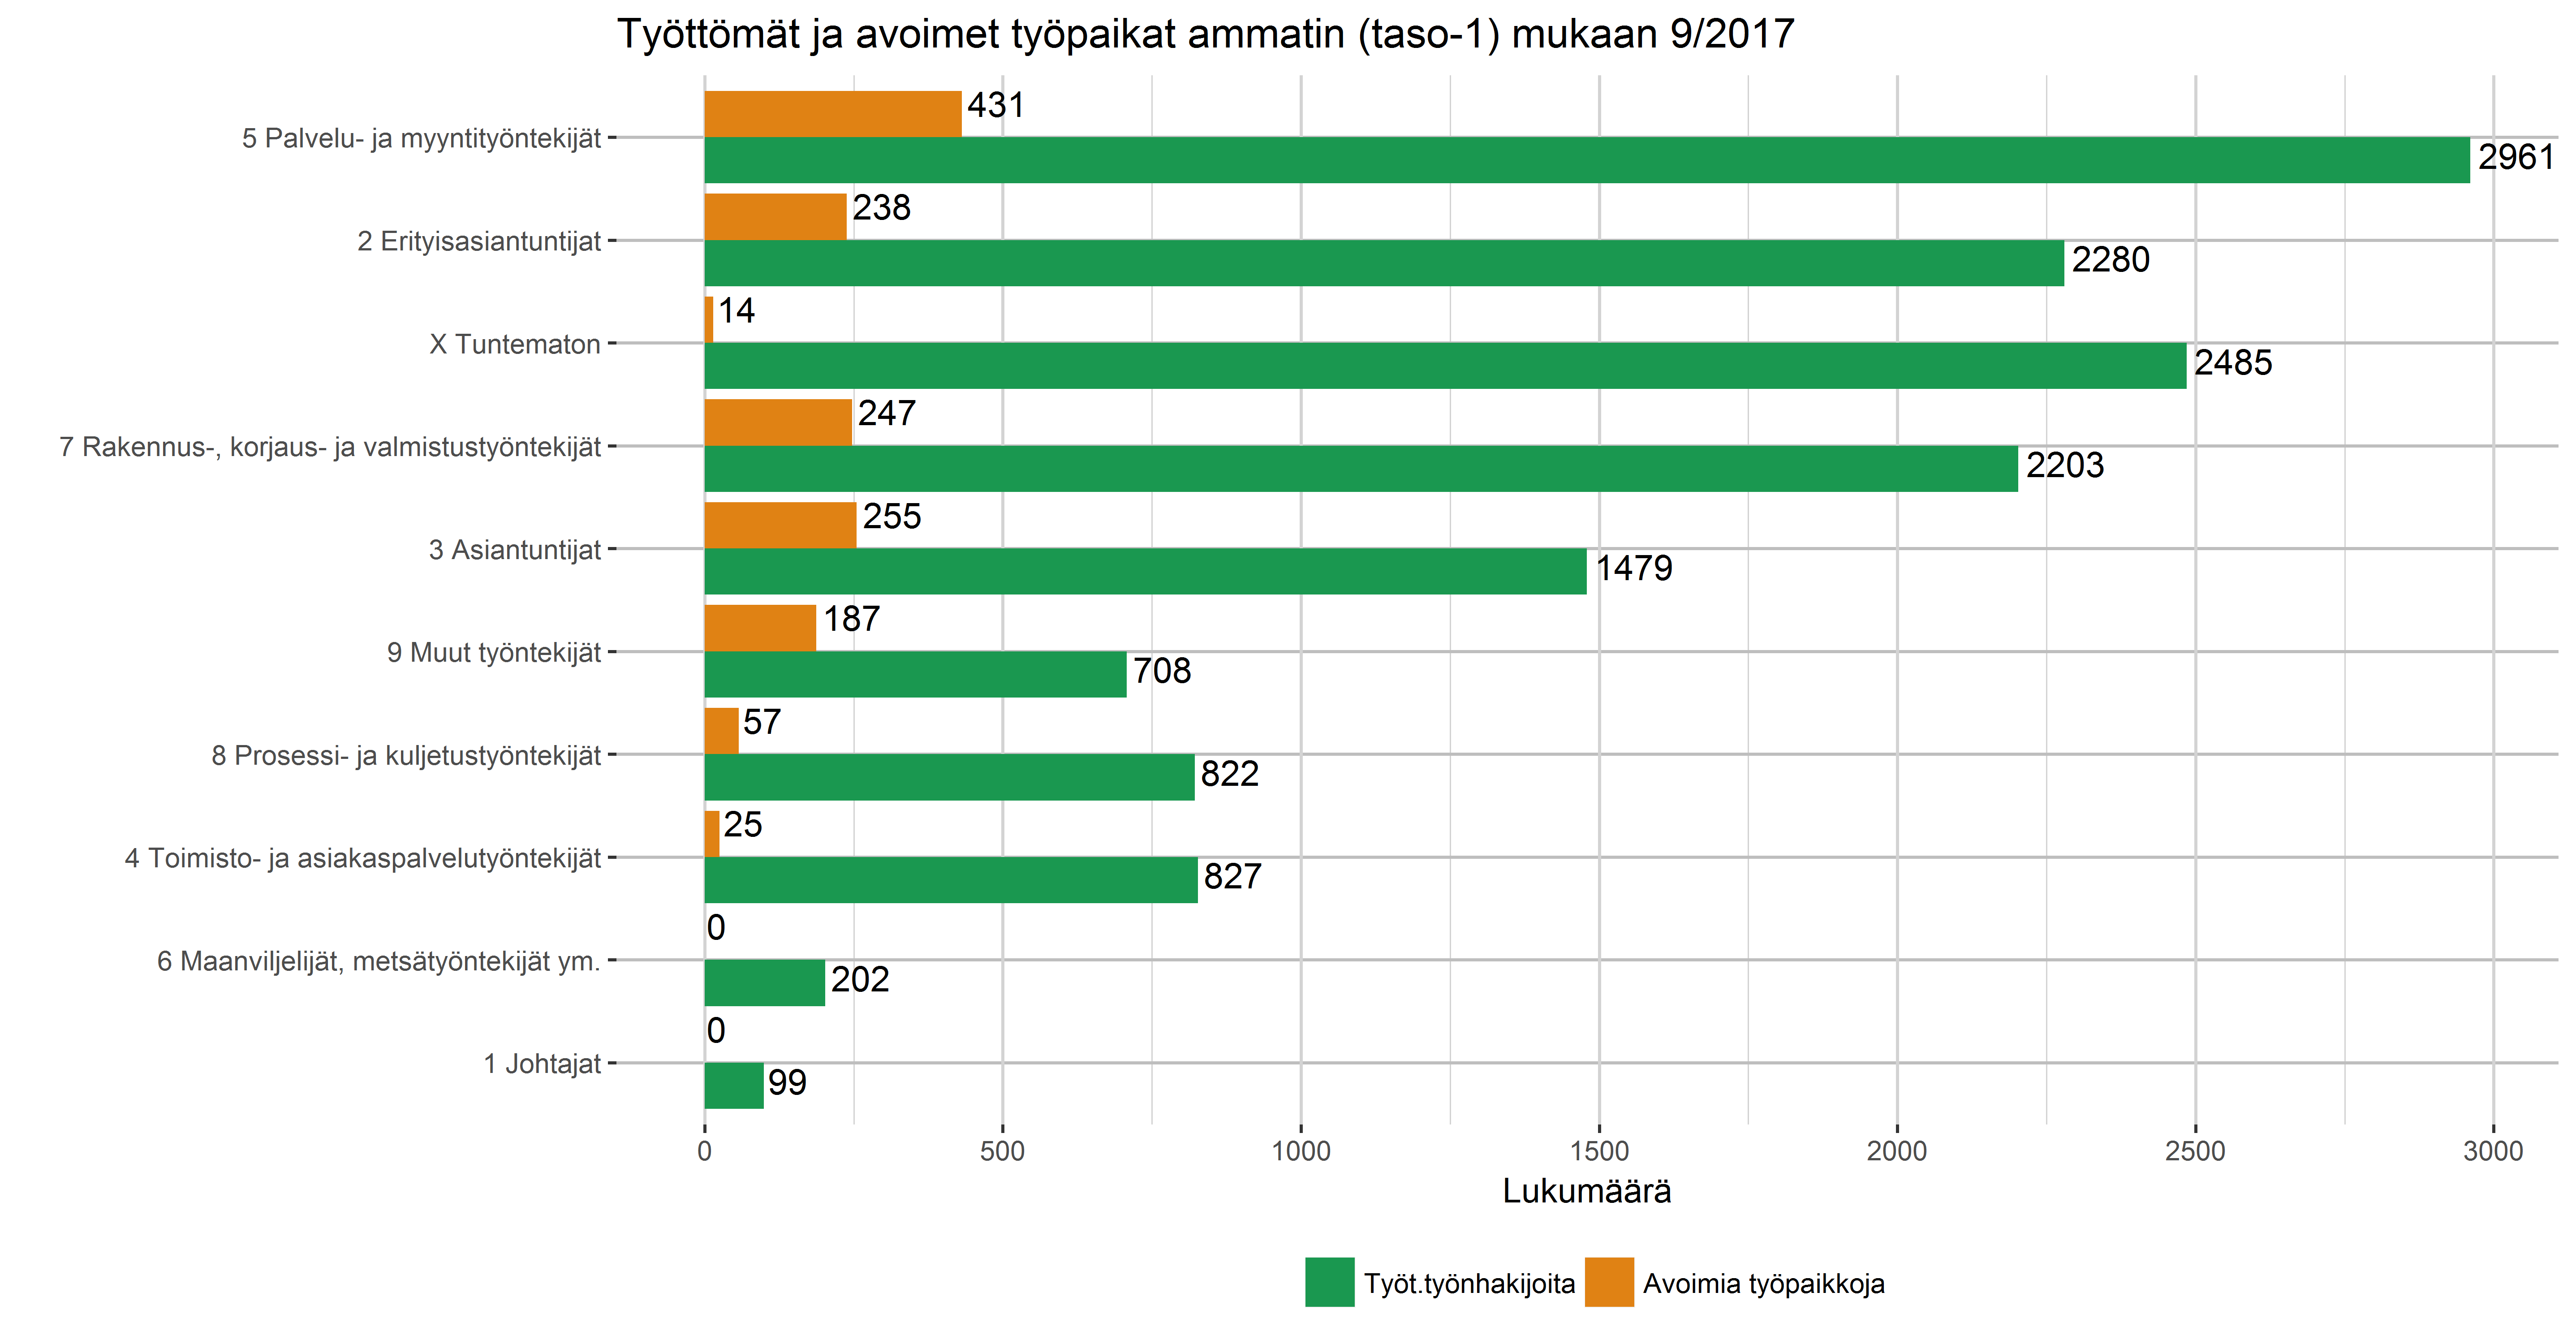 Työttömät ja avoimet työpaikat ammatin (taso-1) mukaan 9/2017
431
5 Palvelu- ja myyntityöntekijät
2961
238
2 Erityisasiantuntijat
2280
14
X Tuntematon
2485
247
7 Rakennus-, korjaus- ja valmistustyöntekijät
2203
255
3 Asiantuntijat
1479
187
9 Muut työntekijät
708
57
8 Prosessi- ja kuljetustyöntekijät
822
25
4 Toimisto- ja asiakaspalvelutyöntekijät
827
0
6 Maanviljelijät, metsätyöntekijät ym.
202
0
1 Johtajat
99
0 500 1000 1500 2000 2500 3000
Lukumäärä
Työt.työnhakijoita Avoimia työpaikkoja